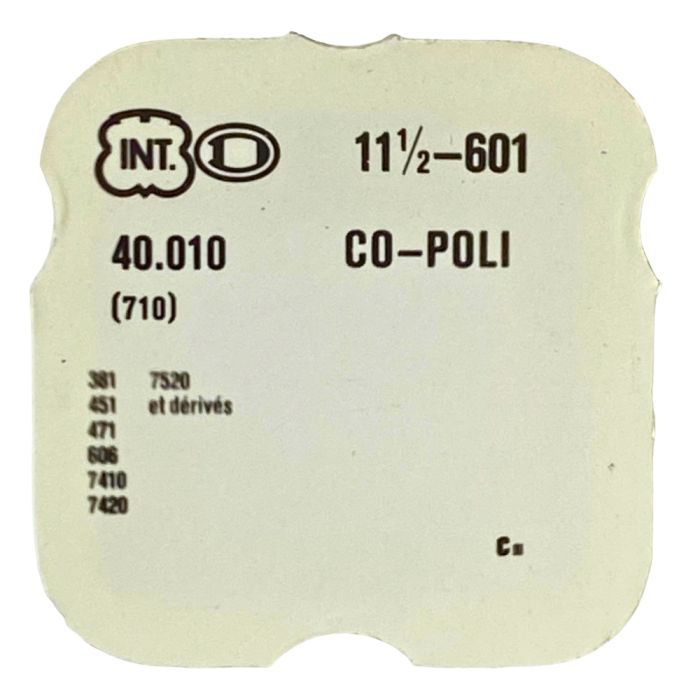 INT. 11½–601
40.010 CO–POLI
(710)
381 7520
451 et dérivés
471
606
7410
7420